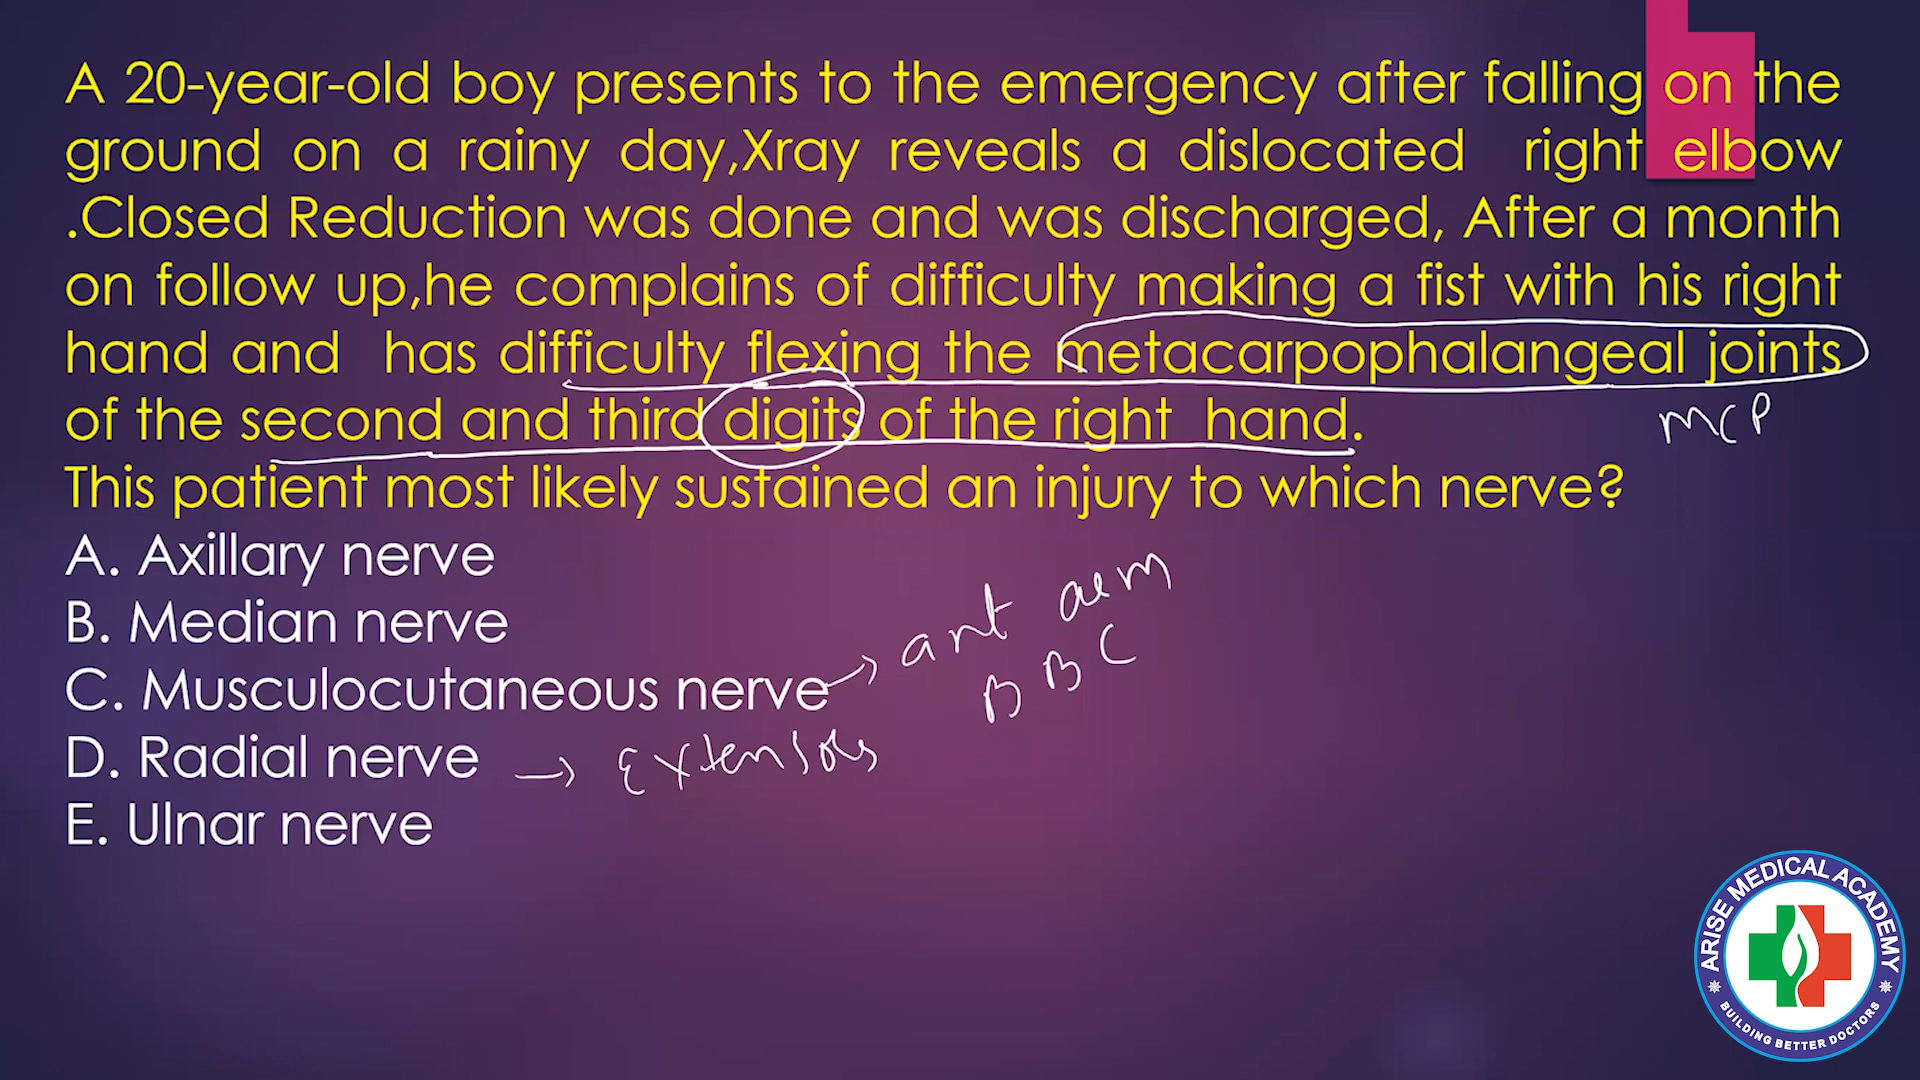 A 20-year-old boy presents to the emergency after falling on the
ground on a rainy day,Xray reveals a dislocated right elbow
.Closed Reduction was done and was discharged, After a month
on follow up,he complains of difficulty making a fist with his right
hand and has difficulty flexing the metacarpophalangeal joints
of the second and third digits of the right hand.
MCP
This patient most likely sustained an injury to which nerve?
A. Axillary nerve
B. Median nerve
C. Musculocutaneous nerve → ant arm
B B C
D. Radial nerve → Extensors
E. Ulnar nerve
ARISE MEDICAL ACADEMY
BUILDING BETTER DOCTORS